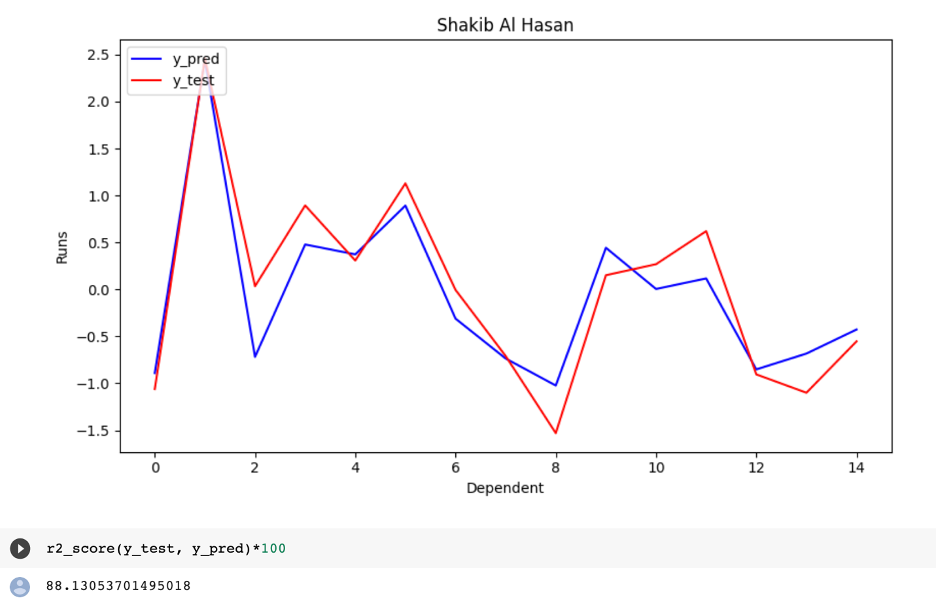 Shakib Al Hasan
y_pred
y_test
2.5
2.0
1.5
1.0
0.5
0.0
−0.5
−1.0
−1.5
Runs
0 2 4 6 8 10 12 14
Dependent
r2_score(y_test, y_pred)*100
88.13053701495018